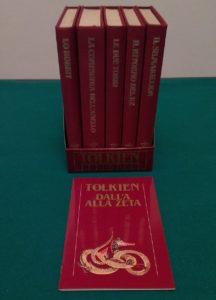 LO HOBBIT
LA COMPAGNIA DELL'ANELLO
LE DUE TORRI
IL RITORNO DEL RE
IL SILMARILLION
TOLKIEN
TOLKIEN
DALL'A
ALLA ZETA